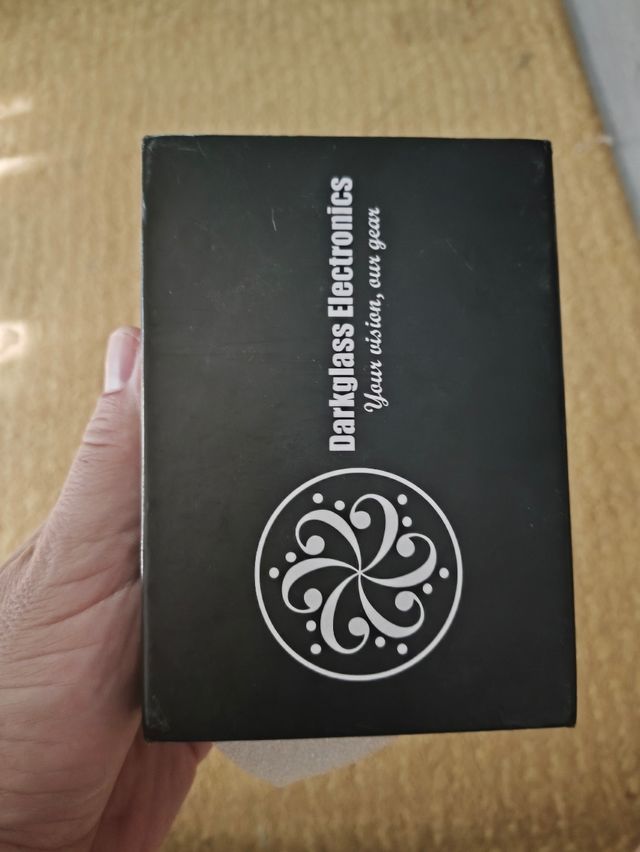 Darkglass Electronics
Your vision, our gear